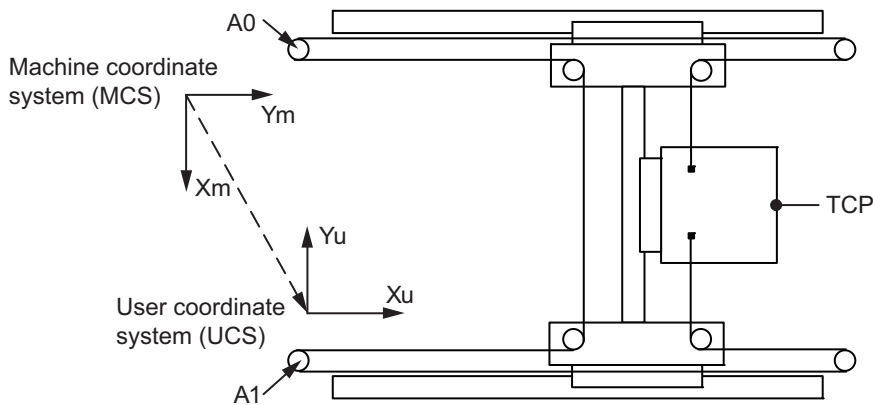 A0
Machine coordinate
system (MCS)
Ym
Xm
TCP
Yu
Xu
User coordinate
system (UCS)
A1